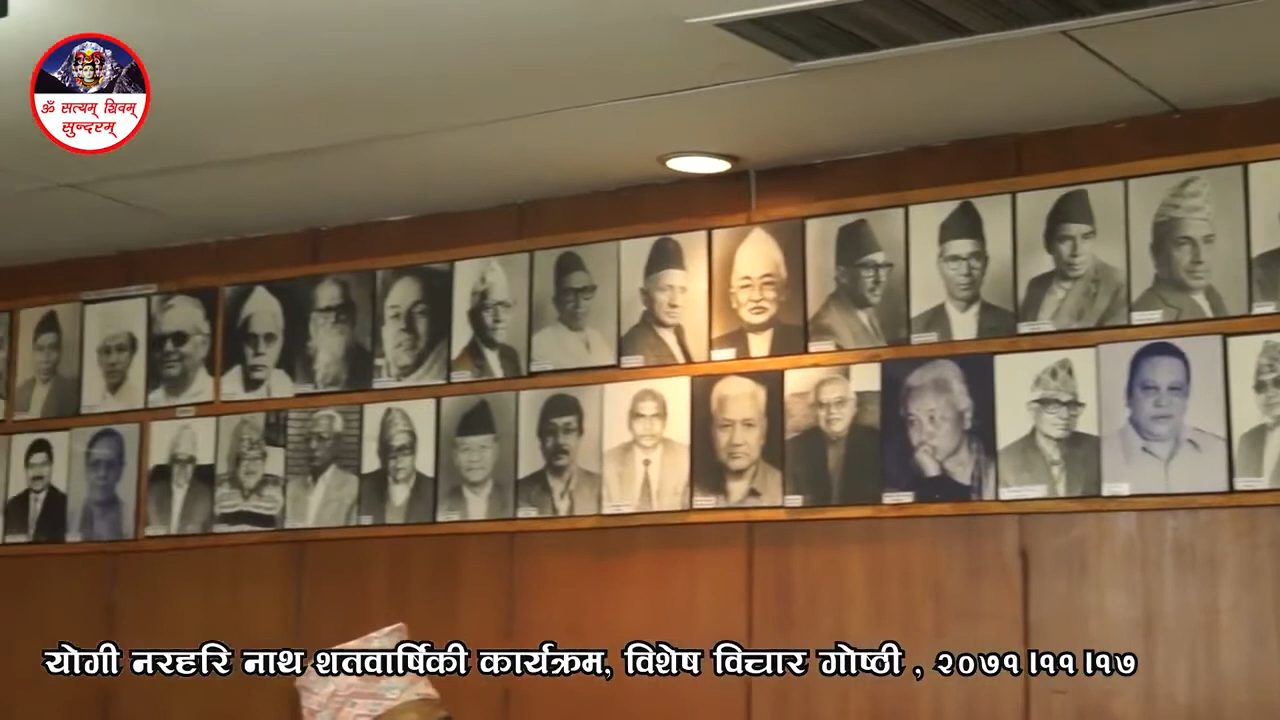 ॐ सत्यम् शिवम्
सुन्दरम्
योगी नरहरि नाथ शतवार्षिकी कार्यक्रम, विशेष विचार गोष्ठी , २०७१।११।१७